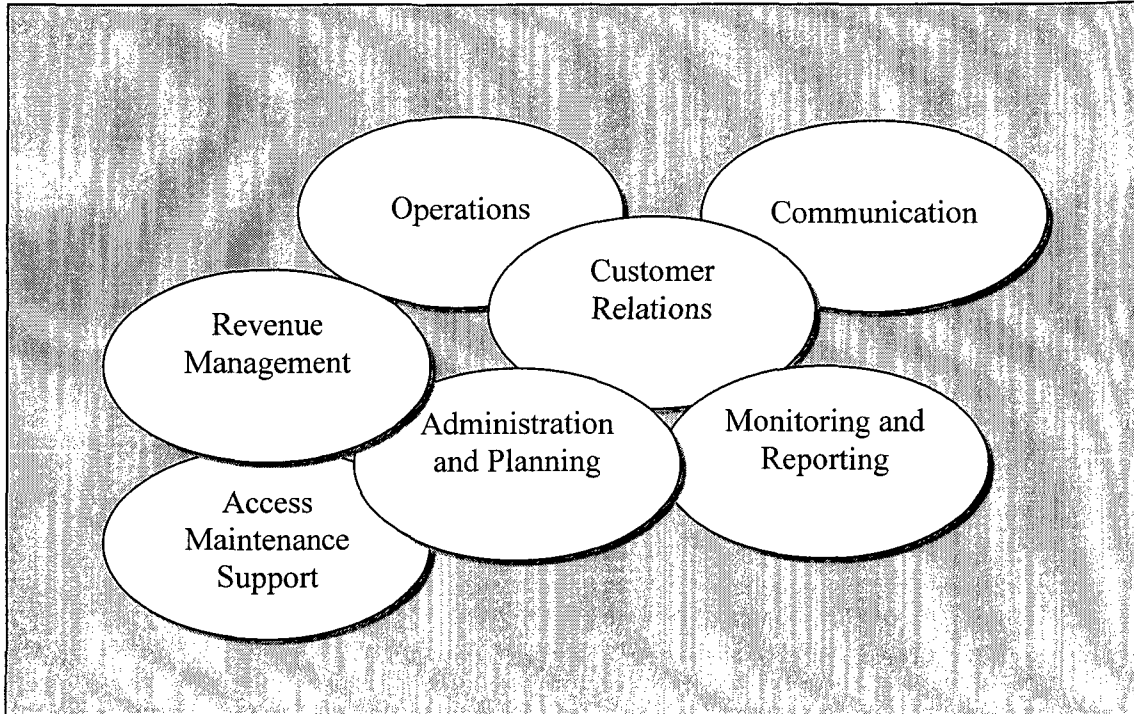 Operations
Communication
Customer
Relations
Revenue
Management
Administration
and Planning
Monitoring and
Reporting
Access
Maintenance
Support